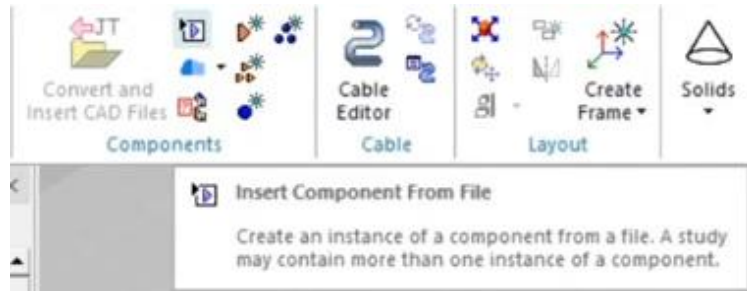 JT
Convert and
Insert CAD Files
Components
Cable
Editor
Cable
Create
Frame
Layout
Solids
Insert Component From File
Create an instance of a component from a file. A study
may contain more than one instance of a component.